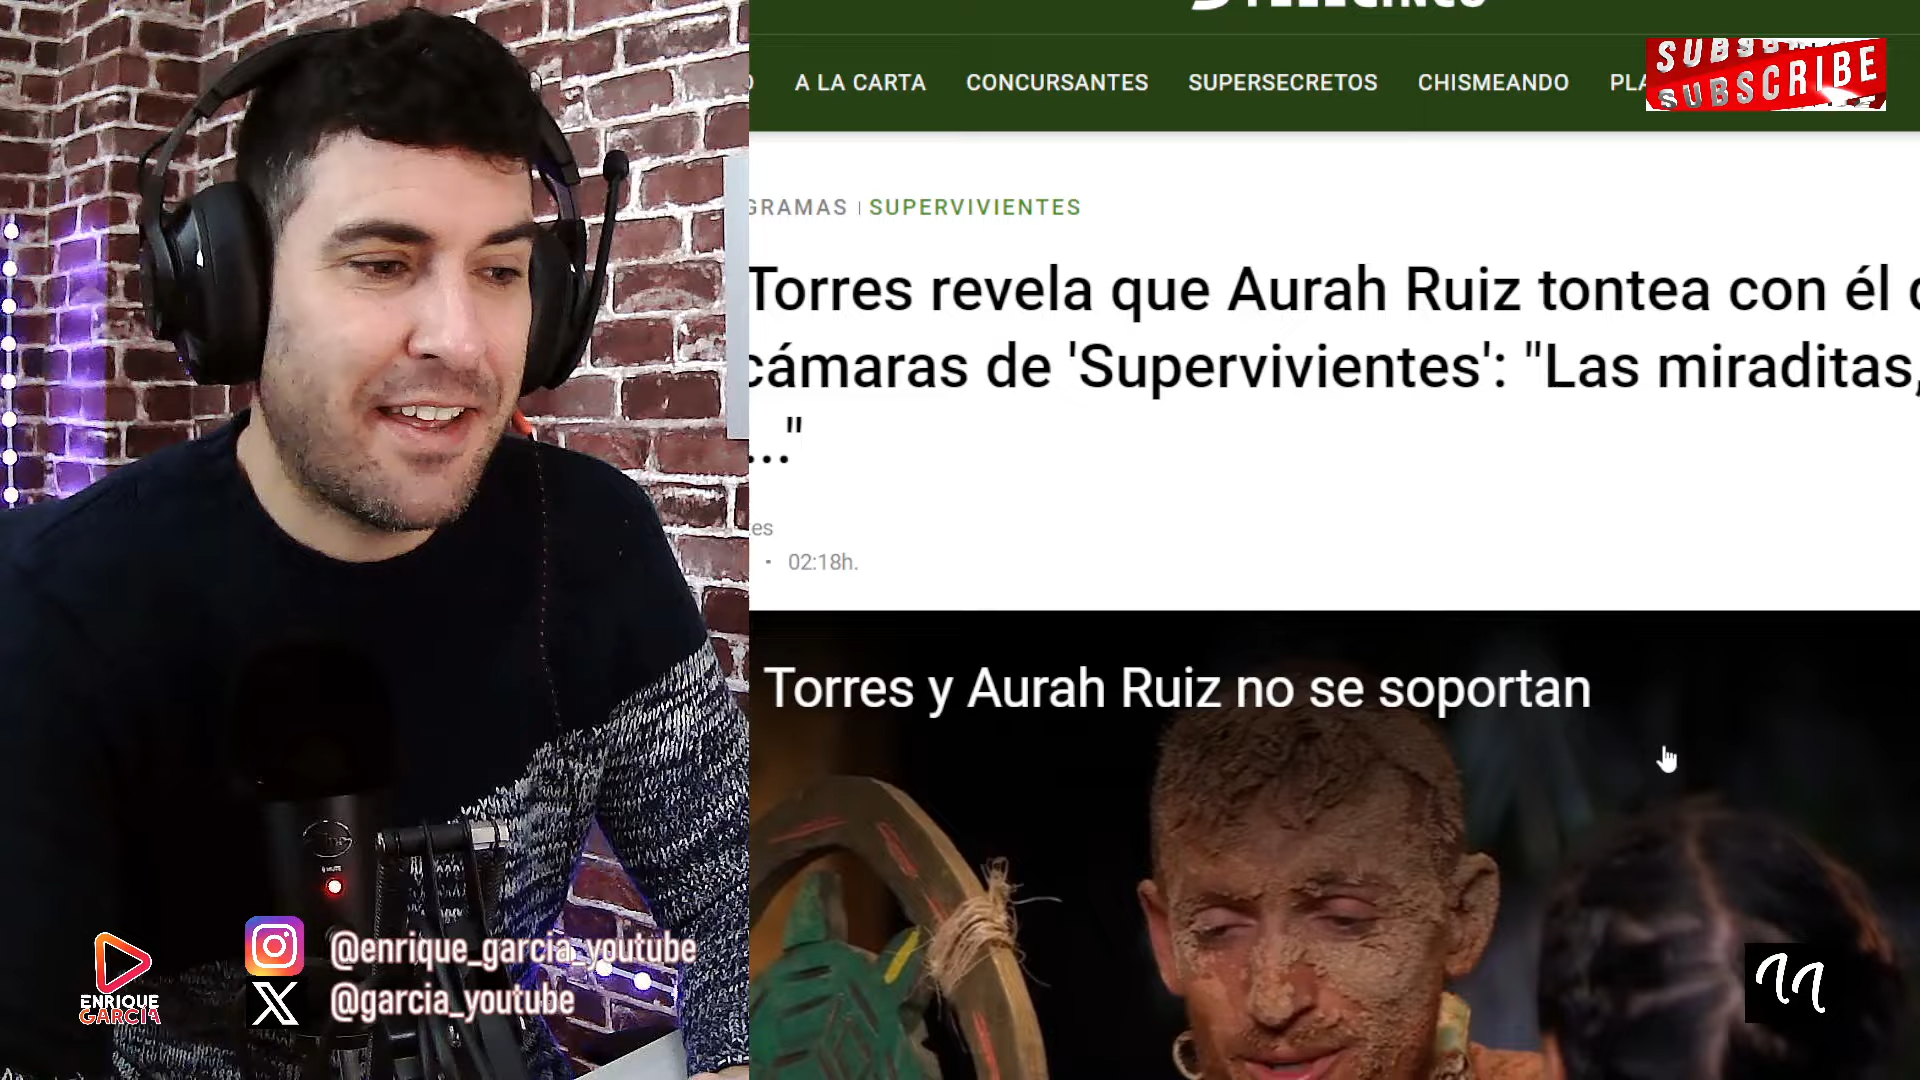 A LA CARTA CONCURSANTES SUPERSECRETOS CHISMEANDO
SUBSCRIBE
SUPERVIVIENTES
Torres revela que Aurah Ruiz tontea con él
cámaras de 'Supervivientes': "Las miraditas,
..."
02:18h.
Torres y Aurah Ruiz no se soportan
@enrique_garcia_youtube
@garcia_youtube
ENRIQUE
GARCIA